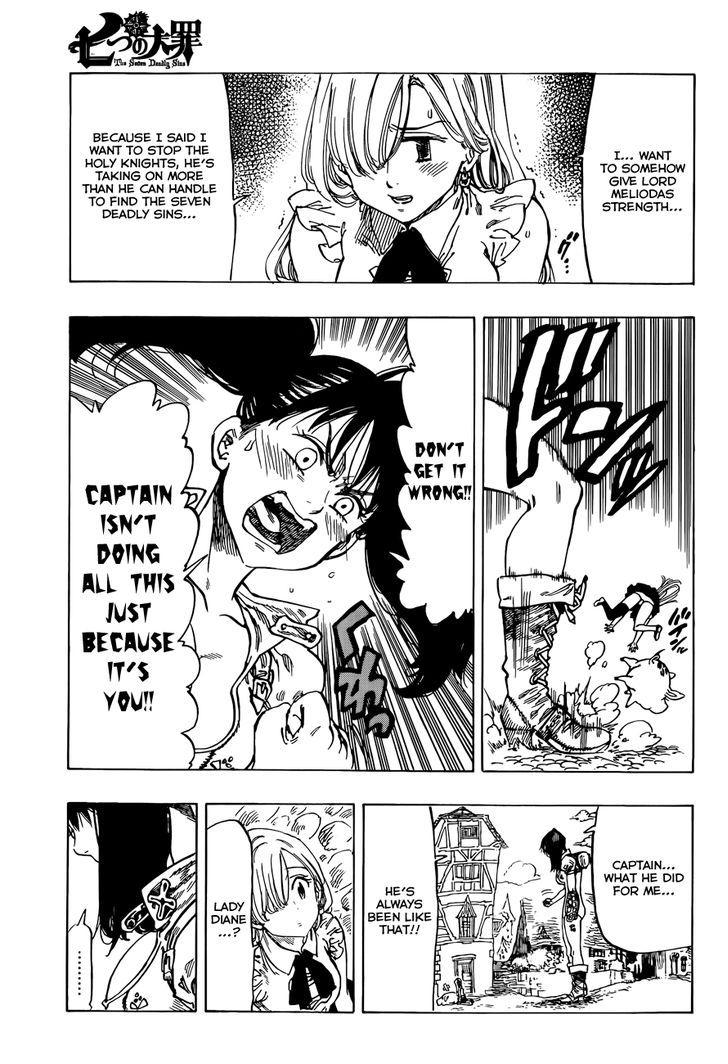 七つの大罪
The Seven Deadly Sins
I... WANT
TO SOMEHOW
GIVE LORD
MELIODAS
STRENGTH...
BECAUSE I SAID I
WANT TO STOP THE
HOLY KNIGHTS, HE'S
TAKING ON MORE
THAN HE CAN HANDLE
TO FIND THE SEVEN
DEADLY SINS...
ドドン
DON'T
GET IT
WRONG!!
CAPTAIN
ISN'T
DOING
ALL THIS
JUST
BECAUSE
IT'S
YOU!!
CAPTAIN...
WHAT HE DID
FOR ME...
HE'S
ALWAYS
BEEN LIKE
THAT!!
LADY
DIANE
...?
.........